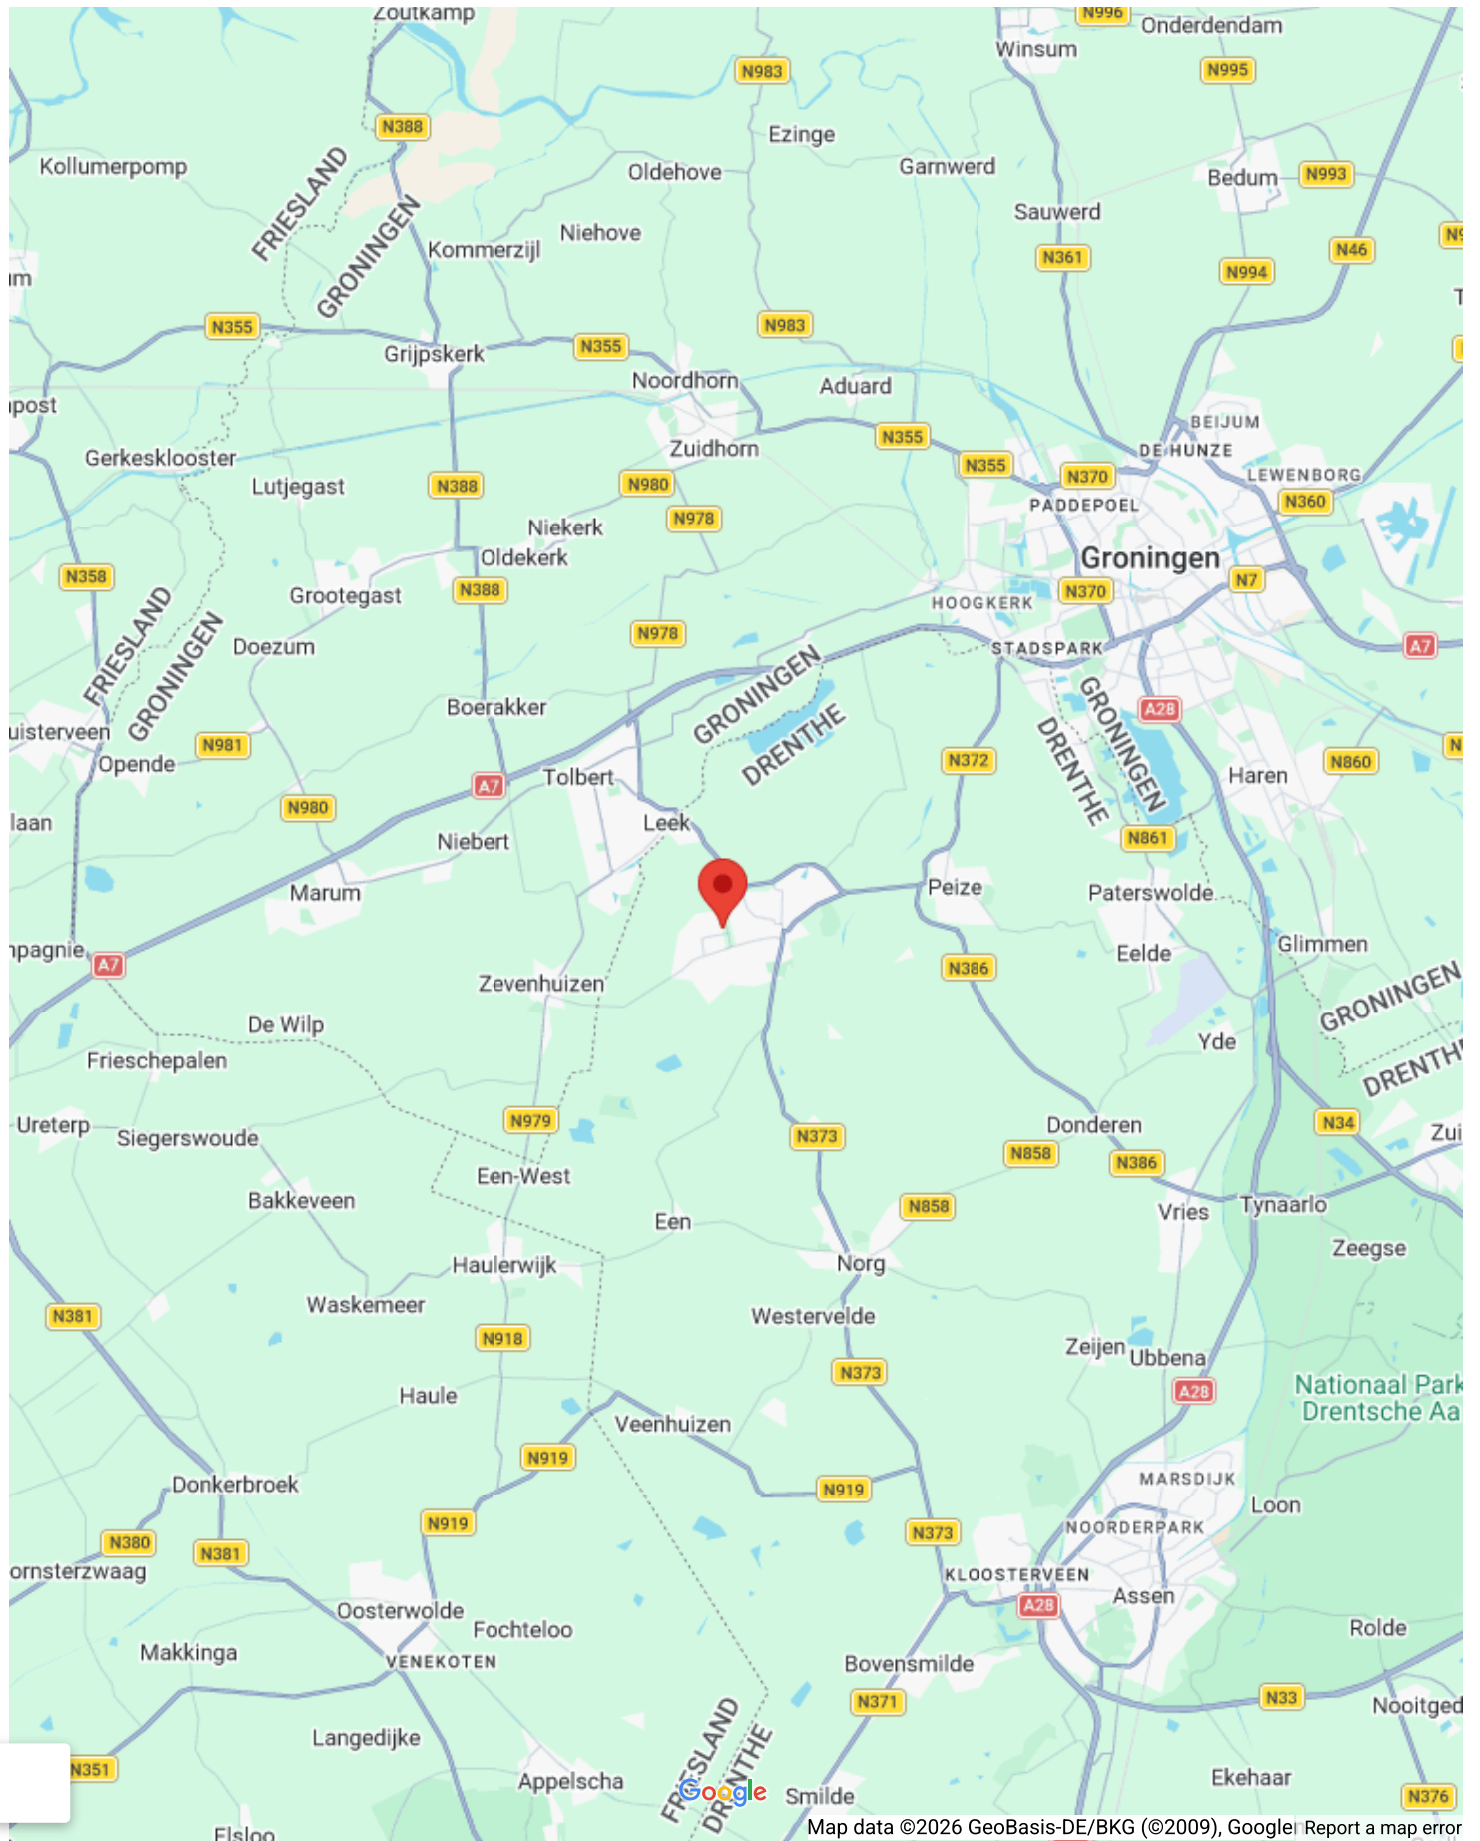 Zoutkamp
N996
Onderdendam
Winsum
N983
N995
N388
Ezinge
Kollumerpomp
Oldehove
Garnwerd
Bedum
N993
FRIESLAND
GRONINGEN
Sauwerd
Niehove
Kommerzijl
N361
N46
N994
N355
N983
Grijpskerk
N355
Noordhorn
Aduard
BEIJUM
N355
DE HUNZE
Zuidhorn
Gerkesklooster
N355
N370
LEWENBORG
Lutjegast
N388
N980
N360
PADDEPOEL
N978
Niekerk
Oldekerk
Groningen
N358
N388
N370
N7
Grootegast
HOOGKERK
FRIESLAND
GRONINGEN
N978
Doezum
STADSPARK
A7
GRONINGEN
DRENTHE
GRONINGEN
DRENTHE
Boerakker
A28
uisterveen
N981
Opende
N372
N860
Haren
Tolbert
A7
N980
laan
Leek
Niebert
N861
Marum
Peize
Paterswolde
mpagnie
A7
Eelde
Glimmen
N386
Zevenhuizen
GRONINGEN
DRENTHE
De Wilp
Yde
Frieschepalen
Ureterp
N979
Siegerswoude
N373
Donderen
N34
Zui
N858
N386
Een-West
Bakkeveen
N858
Vries
Tynaarlo
Een
Zeegse
Haulerwijk
Norg
Waskemeer
N381
Westervelde
N918
Zeijen
Ubbena
N373
A28
Haule
Nationaal Park
Drentsche Aa
Veenhuizen
N919
Donkerbroek
N919
MARSDIJK
Loon
N919
N373
NOORDERPARK
N380
N381
ornsterzwaag
KLOOSTERVEEN
Assen
A28
Oosterwolde
Fochteloo
Rolde
Makkinga
VENEKOTEN
Bovensmilde
N371
N33
Nooitged
Langedijke
FRIESLAND
DRENTHE
N351
Appelscha
Google
Smilde
Ekehaar
N376
Map data ©2026 GeoBasis-DE/BKG (©2009), Google
Report a map error